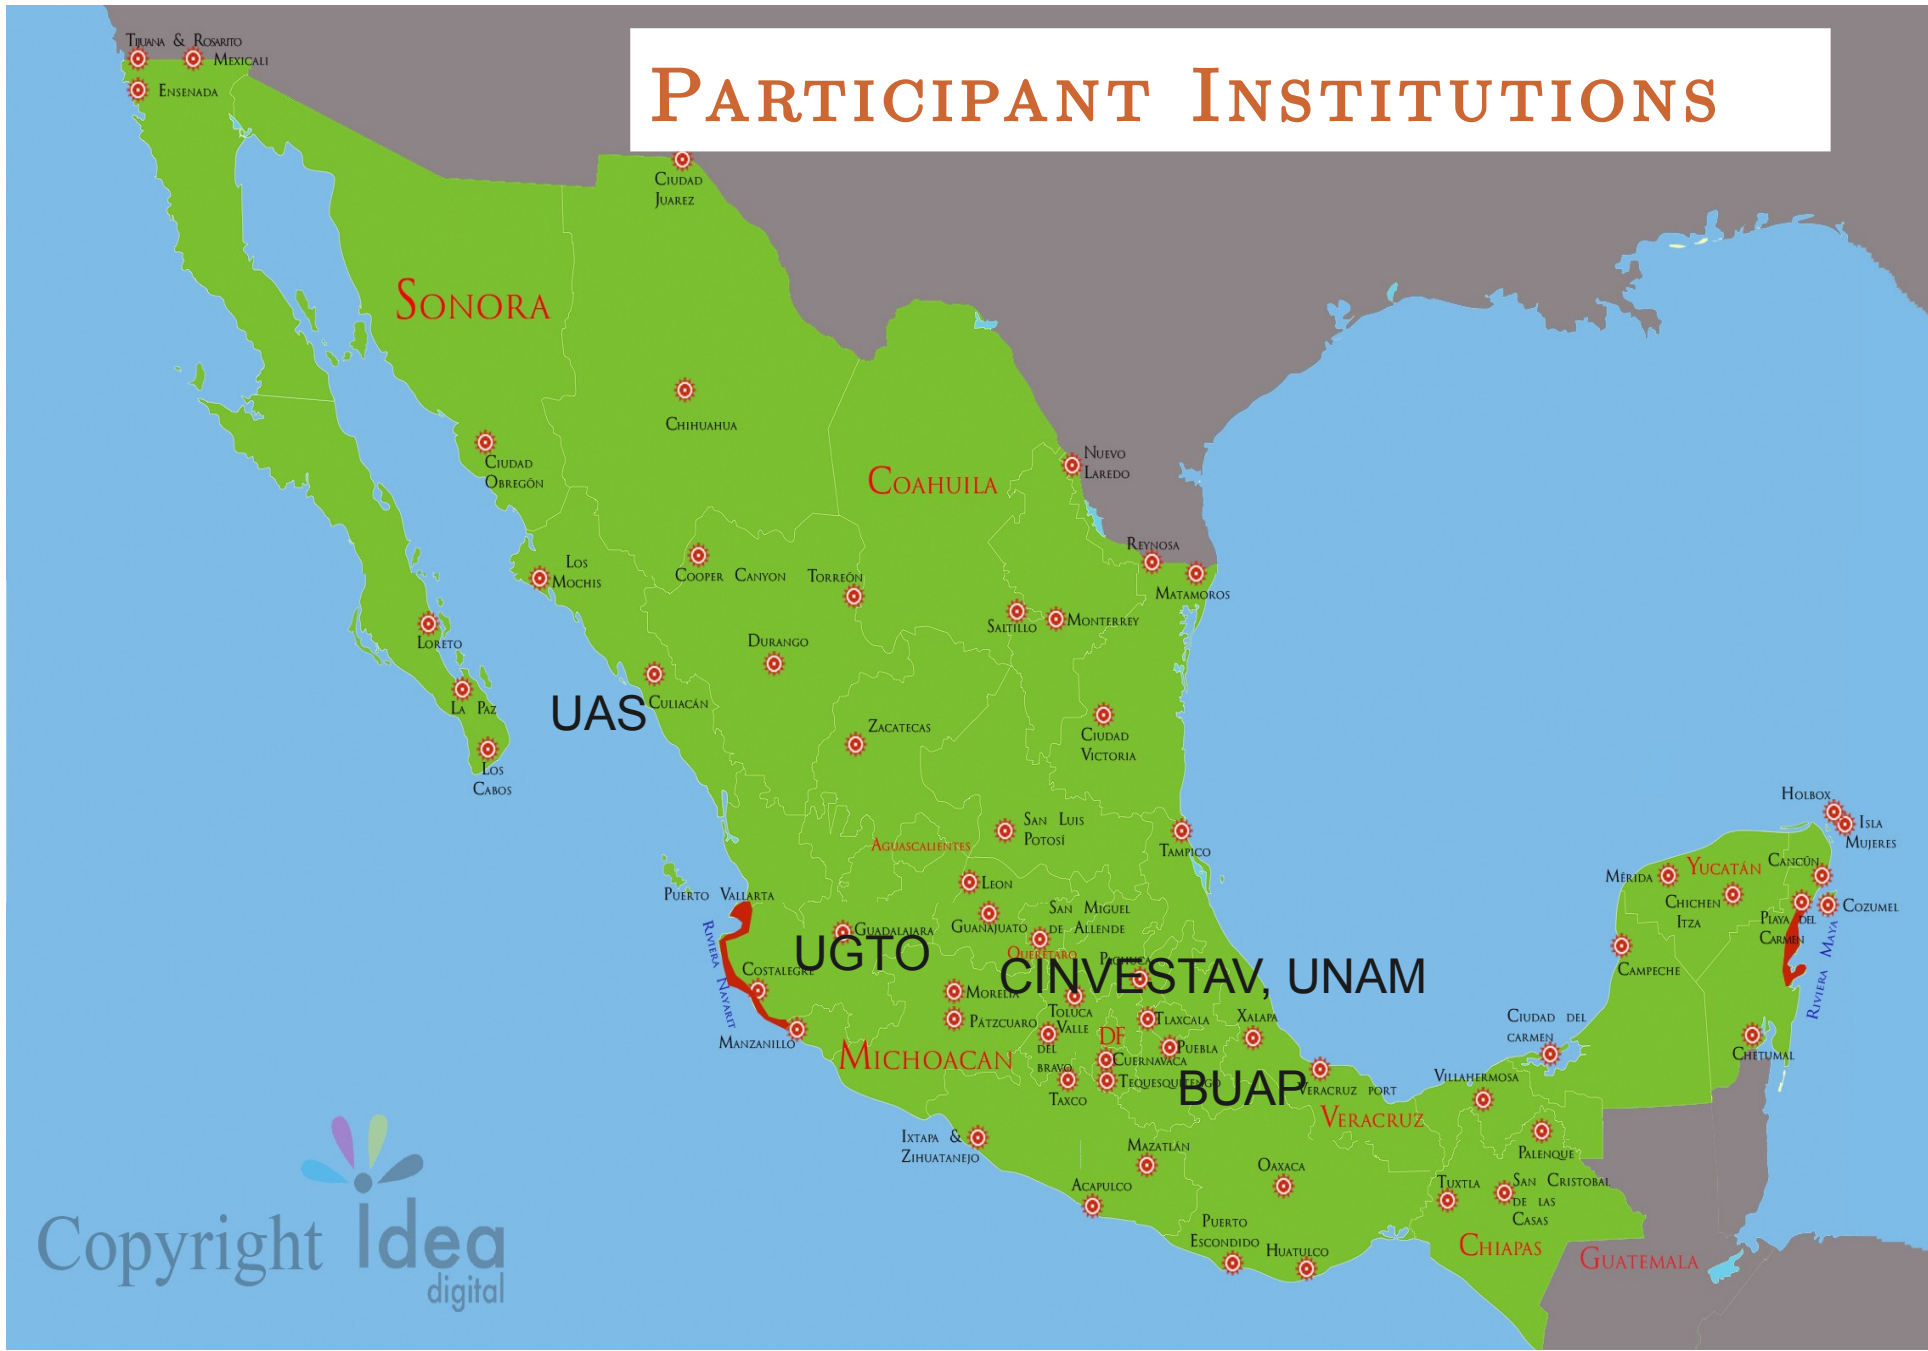 PARTICIPANT INSTITUTIONS
TIJUANA & ROSARITO
MEXICALI
ENSENADA
CIUDAD
JUAREZ
SONORA
CHIHUAHUA
CIUDAD
OBREGÓN
COAHUILA
NUEVO
LAREDO
REYNOSA
MATAMOROS
LOS
MOCHIS
COOPER CANYON
TORREÓN
SALTILLO
MONTERREY
LORETO
DURANGO
LA PAZ
UAS
CULIACÁN
ZACATECAS
CIUDAD
VICTORIA
LOS
CABOS
SAN LUIS
POTOSÍ
AGUASCALIENTES
TAMPICO
HOLBOX
ISLA
MUJERES
LEON
PUERTO VALLARTA
GUADALAJARA
GUANAJUATO
SAN MIGUEL
DE ALLENDE
MÉRIDA
YUCATÁN
CANCÚN
CHICHEN
ITZA
PLAYA DEL
CARMEN
COZUMEL
RIVIERA MAYA
RIVIERA NAYARIT
UGTO
QUERÉTARO
PACHUCA
CINVESTAV, UNAM
CAMPECHE
COSTALEGRE
MORELIA
PÁTZCUARO
TOLUCA
VALLE
DEL
BRAVO
DF
TLAXCALA
XALAPA
MANZANILLO
MICHOACAN
PUEBLA
CUERNAVACA
TEQUESQUITENGO
BUAP
TAXCO
VERACRUZ PORT
VERACRUZ
CIUDAD DEL
CARMEN
CHETUMAL
VILLAHERMOSA
PALENQUE
IXTAPA &
ZIHUATANEJO
MAZATLÁN
ACAPULCO
OAXACA
TUXTLA
SAN CRISTOBAL
DE LAS
CASAS
PUERTO
ESCONDIDO
HUATULCO
CHIAPAS
GUATEMALA
Copyright idea
digital